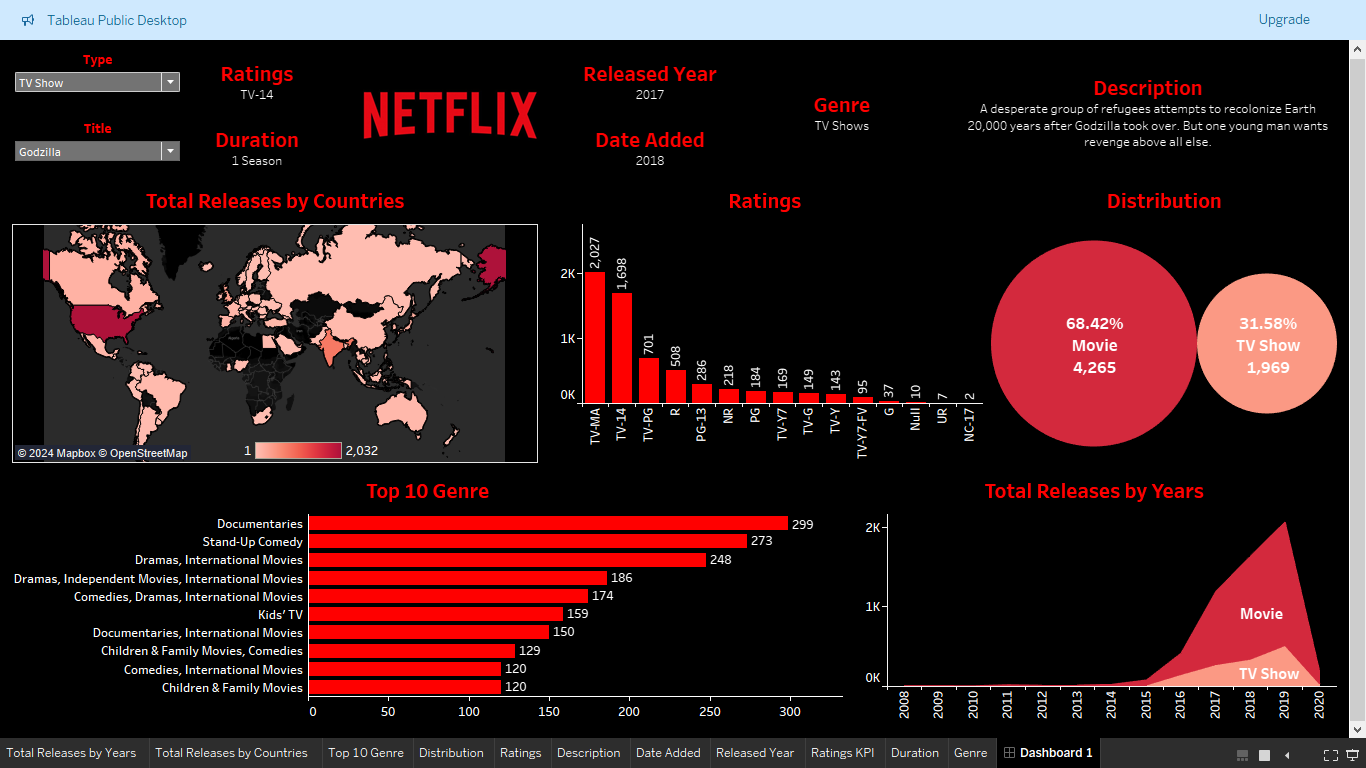 Tableau Public Desktop
Upgrade
Type
TV Show
Title
Godzilla
Ratings
TV-14
Duration
1 Season
NETFLIX
Released Year
2017
Date Added
2018
Genre
TV Shows
Description
A desperate group of refugees attempts to recolonize Earth
20,000 years after Godzilla took over. But one young man wants
revenge above all else.
Total Releases by Countries
© 2024 Mapbox © OpenStreetMap
1
2,032
Ratings
2K
1K
0K
2,027
1,698
701
508
286
218
184
169
149
143
95
37
10
7
2
TV-MA
TV-14
TV-PG
R
PG-13
NR
PG
TV-Y7
TV-G
TV-Y
TV-Y7-FV
G
Null
UR
NC-17
Distribution
68.42%
Movie
4,265
31.58%
TV Show
1,969
Top 10 Genre
Documentaries 299
Stand-Up Comedy 273
Dramas, International Movies 248
Dramas, Independent Movies, International Movies 186
Comedies, Dramas, International Movies 174
Kids' TV 159
Documentaries, International Movies 150
Children & Family Movies, Comedies 129
Comedies, International Movies 120
Children & Family Movies 120
0 50 100 150 200 250 300
Total Releases by Years
2K
1K
0K
Movie
TV Show
2008 2009 2010 2011 2012 2013 2014 2015 2016 2017 2018 2019 2020
Total Releases by Years
Total Releases by Countries
Top 10 Genre
Distribution
Ratings
Description
Date Added
Released Year
Ratings KPI
Duration
Genre
Dashboard 1